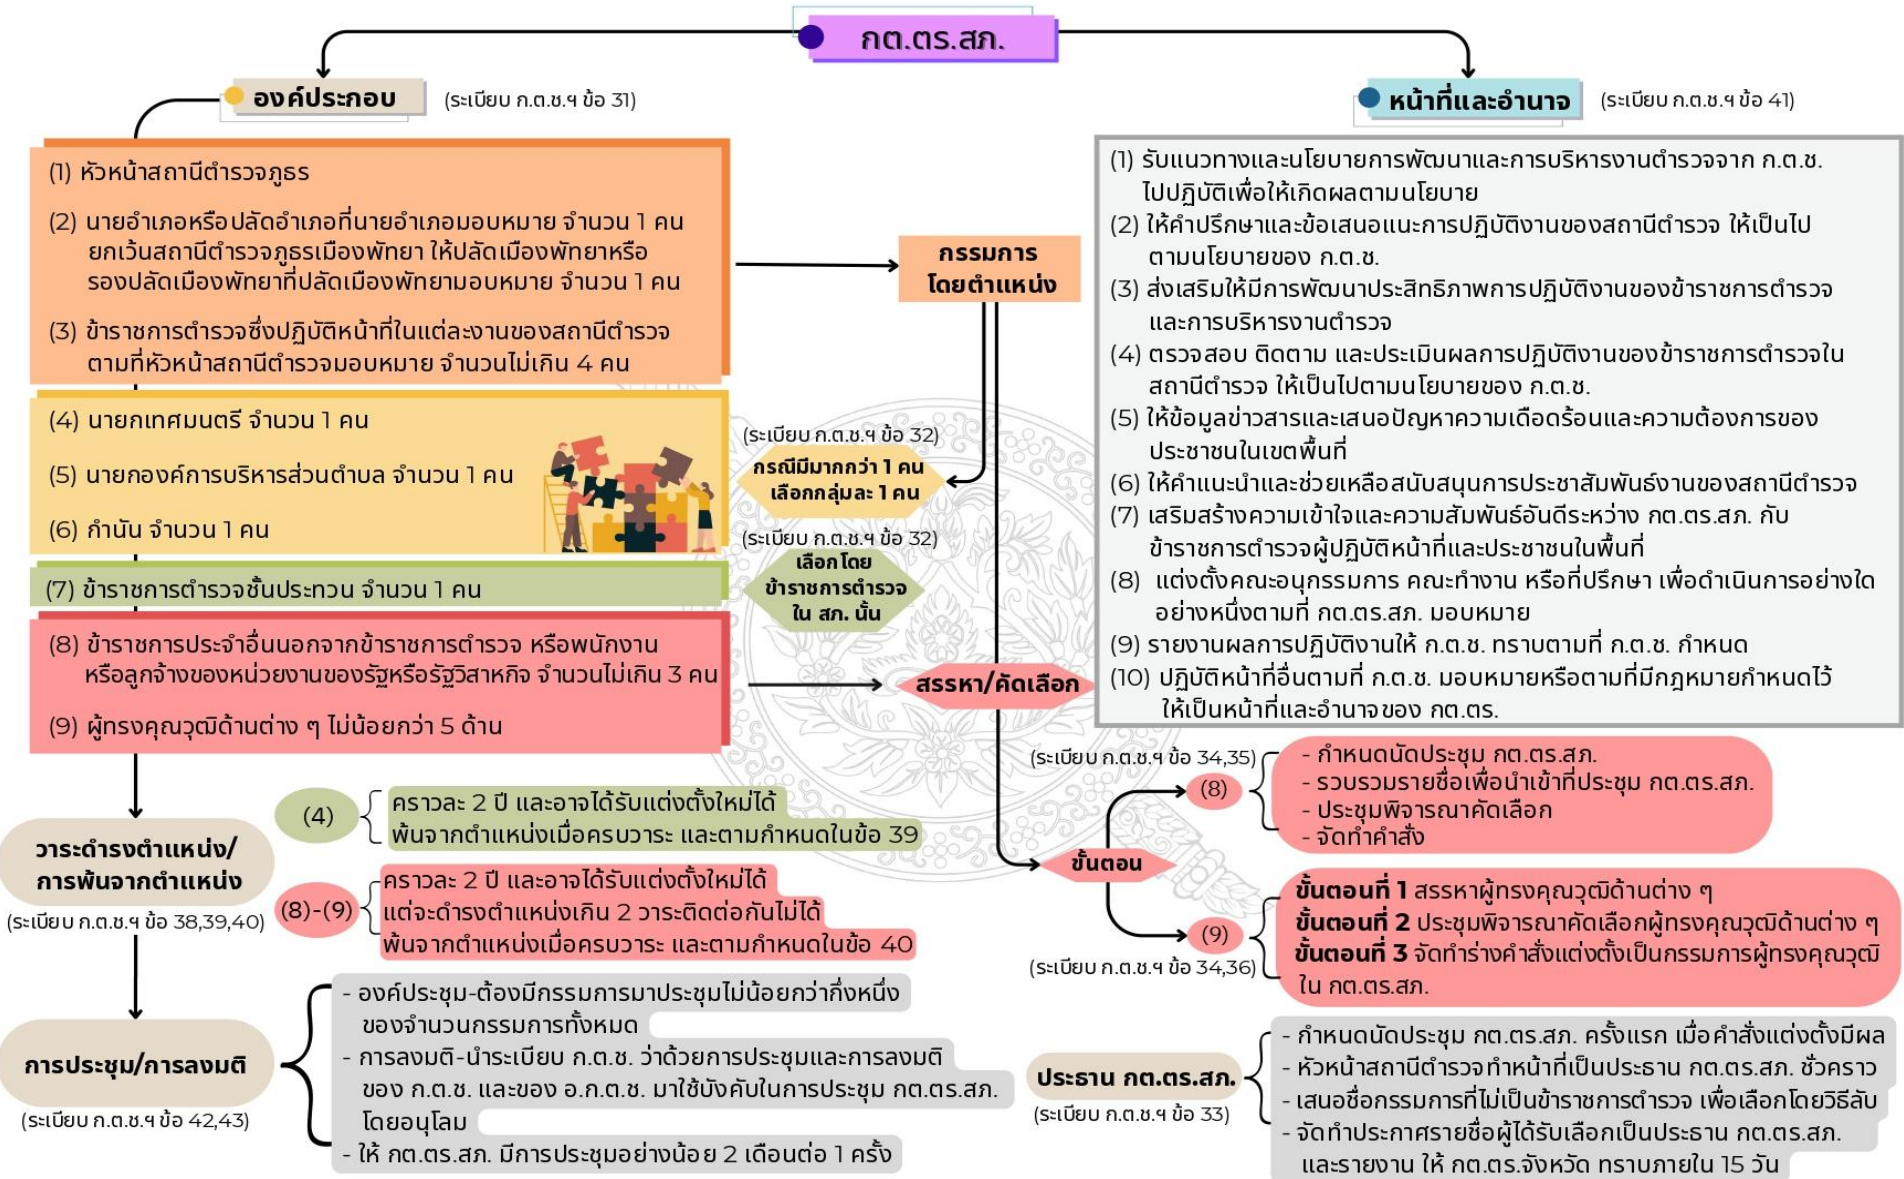 กต.ตร.สภ.
องค์ประกอบ
(ระเบียบ ก.ต.ช.ฯ ข้อ 31)
(1) หัวหน้าสถานีตำรวจภูธร
(2) นายอำเภอหรือปลัดอำเภอที่นายอำเภอมอบหมาย จำนวน 1 คน
ยกเว้นสถานีตำรวจภูธรเมืองพัทยา ให้ปลัดเมืองพัทยาหรือ
รองปลัดเมืองพัทยาที่ปลัดเมืองพัทยามอบหมาย จำนวน 1 คน
(3) ข้าราชการตำรวจซึ่งปฏิบัติหน้าที่ในแต่ละงานของสถานีตำรวจ
ตามที่หัวหน้าสถานีตำรวจมอบหมาย จำนวนไม่เกิน 4 คน
(4) นายกเทศมนตรี จำนวน 1 คน
(5) นายกองค์การบริหารส่วนตำบล จำนวน 1 คน
(6) กำนัน จำนวน 1 คน
(7) ข้าราชการตำรวจชั้นประทวน จำนวน 1 คน
(8) ข้าราชการประจำอื่นนอกจากข้าราชการตำรวจ หรือพนักงาน
หรือลูกจ้างของหน่วยงานของรัฐหรือรัฐวิสาหกิจ จำนวนไม่เกิน 3 คน
(9) ผู้ทรงคุณวุฒิด้านต่าง ๆ ไม่น้อยกว่า 5 ด้าน
กรรมการ
โดยตำแหน่ง
(ระเบียบ ก.ต.ช.ฯ ข้อ 32)
กรณีมีมากกว่า 1 คน
เลือกกลุ่มละ 1 คน
(ระเบียบ ก.ต.ช.ฯ ข้อ 32)
เลือกโดย
ข้าราชการตำรวจ
ใน สภ. นั้น
สรรหา/คัดเลือก
หน้าที่และอำนาจ
(ระเบียบ ก.ต.ช.ฯ ข้อ 41)
(1) รับแนวทางและนโยบายการพัฒนาและการบริหารงานตำรวจจาก ก.ต.ช.
ไปปฏิบัติเพื่อให้เกิดผลตามนโยบาย
(2) ให้คำปรึกษาและข้อเสนอแนะการปฏิบัติงานของสถานีตำรวจ ให้เป็นไป
ตามนโยบายของ ก.ต.ช.
(3) ส่งเสริมให้มีการพัฒนาประสิทธิภาพการปฏิบัติงานของข้าราชการตำรวจ
และการบริหารงานตำรวจ
(4) ตรวจสอบ ติดตาม และประเมินผลการปฏิบัติงานของข้าราชการตำรวจใน
สถานีตำรวจ ให้เป็นไปตามนโยบายของ ก.ต.ช.
(5) ให้ข้อมูลข่าวสารและเสนอปัญหาความเดือดร้อนและความต้องการของ
ประชาชนในเขตพื้นที่
(6) ให้คำแนะนำและช่วยเหลือสนับสนุนการประชาสัมพันธ์งานของสถานีตำรวจ
(7) เสริมสร้างความเข้าใจและความสัมพันธ์อันดีระหว่าง กต.ตร.สภ. กับ
ข้าราชการตำรวจผู้ปฏิบัติหน้าที่และประชาชนในพื้นที่
(8) แต่งตั้งคณะอนุกรรมการ คณะทำงาน หรือที่ปรึกษา เพื่อดำเนินการอย่างใด
อย่างหนึ่งตามที่ กต.ตร.สภ. มอบหมาย
(9) รายงานผลการปฏิบัติงานให้ ก.ต.ช. ทราบตามที่ ก.ต.ช. กำหนด
(10) ปฏิบัติหน้าที่อื่นตามที่ ก.ต.ช. มอบหมายหรือตามที่มีกฎหมายกำหนดไว้
ให้เป็นหน้าที่และอำนาจของ กต.ตร.
วาระดำรงตำแหน่ง/
การพ้นจากตำแหน่ง
(ระเบียบ ก.ต.ช.ฯ ข้อ 38,39,40)
(4)
คราวละ 2 ปี และอาจได้รับแต่งตั้งใหม่ได้
พ้นจากตำแหน่งเมื่อครบวาระ และตามกำหนดในข้อ 39
(8)-(9)
คราวละ 2 ปี และอาจได้รับแต่งตั้งใหม่ได้
แต่จะดำรงตำแหน่งเกิน 2 วาระติดต่อกันไม่ได้
พ้นจากตำแหน่งเมื่อครบวาระ และตามกำหนดในข้อ 40
การประชุม/การลงมติ
(ระเบียบ ก.ต.ช.ฯ ข้อ 42,43)
- องค์ประชุม-ต้องมีกรรมการมาประชุมไม่น้อยกว่ากึ่งหนึ่ง
ของจำนวนกรรมการทั้งหมด
- การลงมติ-นำระเบียบ ก.ต.ช. ว่าด้วยการประชุมและการลงมติ
ของ ก.ต.ช. และของ อ.ก.ต.ช. มาใช้บังคับในการประชุม กต.ตร.สภ.
โดยอนุโลม
- ให้ กต.ตร.สภ. มีการประชุมอย่างน้อย 2 เดือนต่อ 1 ครั้ง
ขั้นตอน
(ระเบียบ ก.ต.ช.ฯ ข้อ 34,35)
(8)
- กำหนดนัดประชุม กต.ตร.สภ.
- รวบรวมรายชื่อเพื่อนำเข้าที่ประชุม กต.ตร.สภ.
- ประชุมพิจารณาคัดเลือก
- จัดทำคำสั่ง
(9)
(ระเบียบ ก.ต.ช.ฯ ข้อ 34,36)
ขั้นตอนที่ 1 สรรหาผู้ทรงคุณวุฒิด้านต่าง ๆ
ขั้นตอนที่ 2 ประชุมพิจารณาคัดเลือกผู้ทรงคุณวุฒิด้านต่าง ๆ
ขั้นตอนที่ 3 จัดทำร่างคำสั่งแต่งตั้งเป็นกรรมการผู้ทรงคุณวุฒิ
ใน กต.ตร.สภ.
ประธาน กต.ตร.สภ.
(ระเบียบ ก.ต.ช.ฯ ข้อ 33)
- กำหนดนัดประชุม กต.ตร.สภ. ครั้งแรก เมื่อคำสั่งแต่งตั้งมีผล
- หัวหน้าสถานีตำรวจทำหน้าที่เป็นประธาน กต.ตร.สภ. ชั่วคราว
- เสนอชื่อกรรมการที่ไม่เป็นข้าราชการตำรวจ เพื่อเลือกโดยวิธีลับ
- จัดทำประกาศรายชื่อผู้ได้รับเลือกเป็นประธาน กต.ตร.สภ.
และรายงาน ให้ กต.ตร.จังหวัด ทราบภายใน 15 วัน